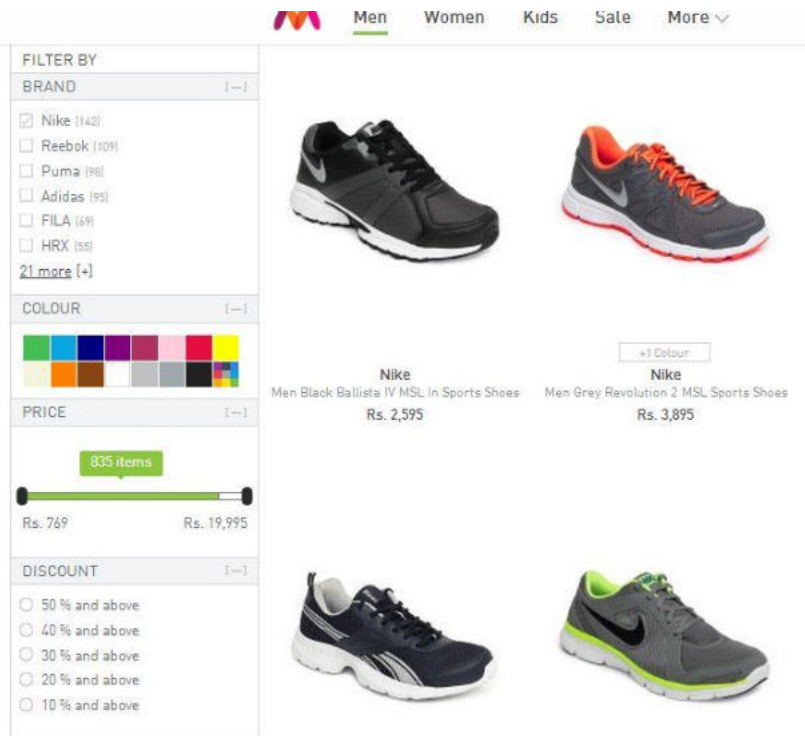 Men Women Kids Sale More
FILTER BY
BRAND [—]
Nike (142)
Reebok (109)
Puma (98)
Adidas (95)
FILA (69)
HRX (55)
21 more [+]
COLOUR [—]
PRICE [—]
835 items
Rs. 769 Rs. 19,995
DISCOUNT [—]
50 % and above
40 % and above
30 % and above
20 % and above
10 % and above
Nike
Men Black Ballista IV MSL In Sports Shoes
Rs. 2,595
+1 Colour
Nike
Men Grey Revolution 2 MSL Sports Shoes
Rs. 3,895